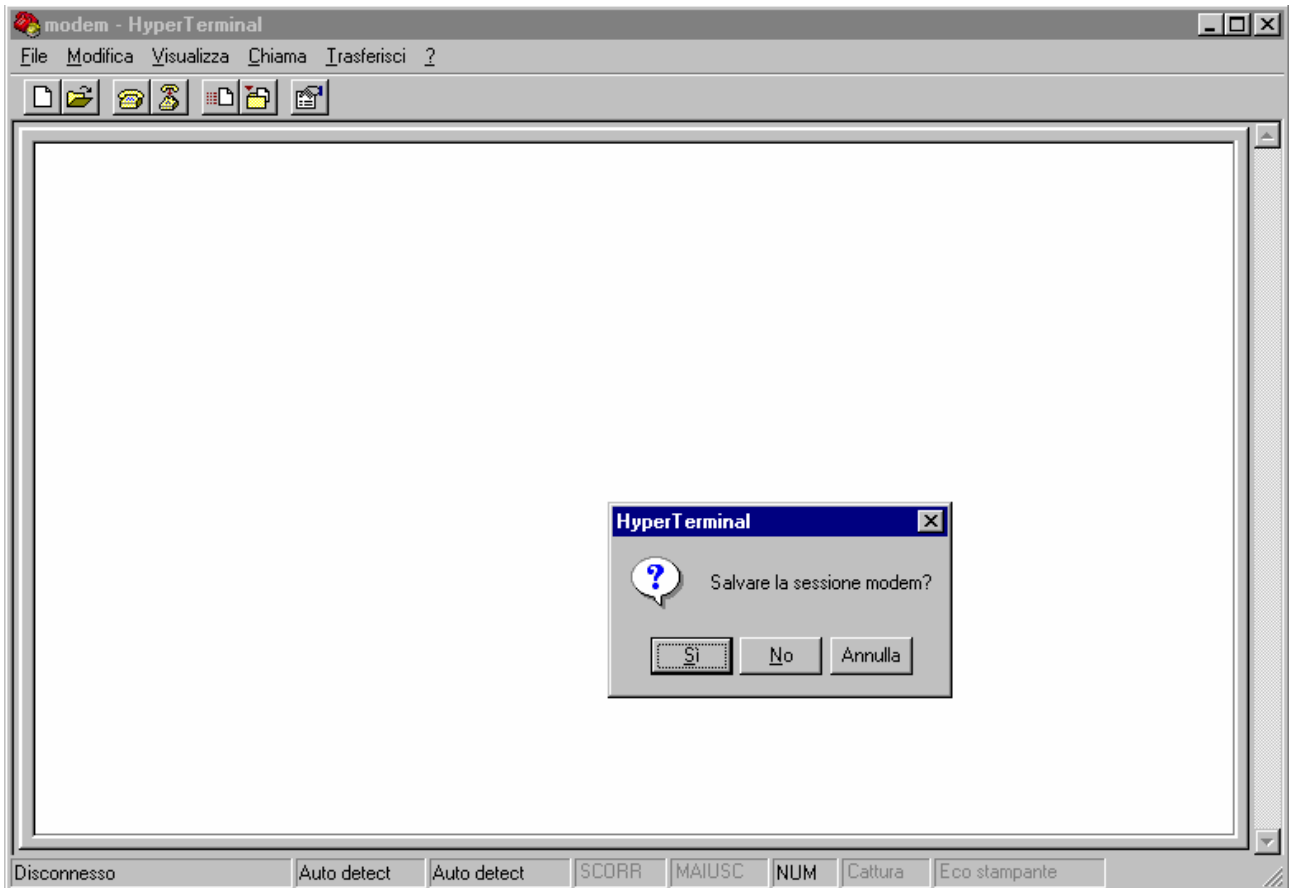 modem - HyperTerminal
File Modifica Visualizza Chiama Trasferisci ?
HyperTerminal
? Salvare la sessione modem?
Sì No Annulla
Disconnesso Auto detect Auto detect SCORR MAIUSC NUM Cattura Eco stampante